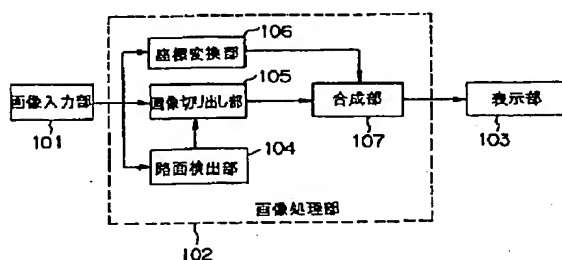 106
座標変換部
105
画像入力部
画像切り出し部
合成部
表示部
101
104
107
103
路面検出部
画像処理部
102